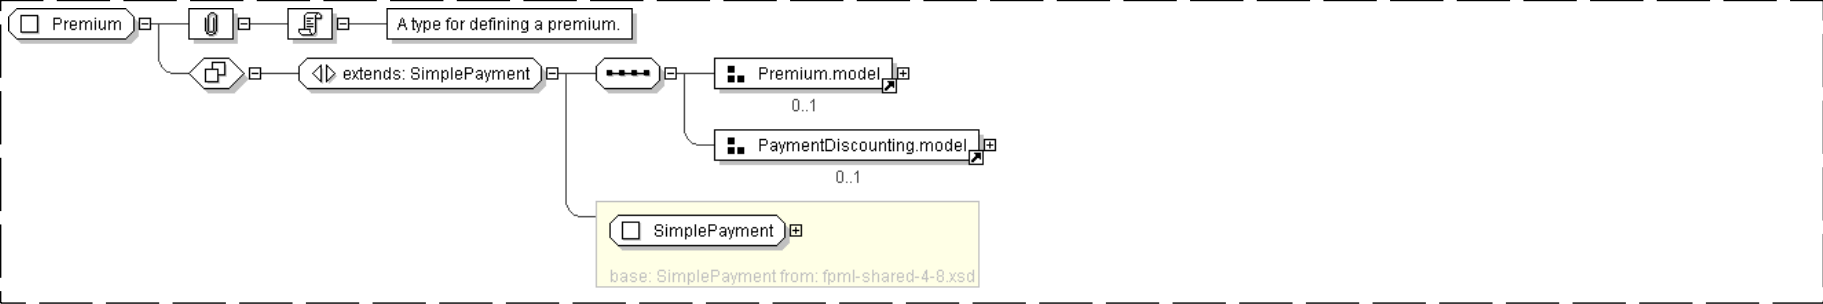 Premium
A type for defining a premium.
extends: SimplePayment
Premium.model
0..1
PaymentDiscounting.model
0..1
SimplePayment
base: SimplePayment from: fpml-shared-4-8.xsd